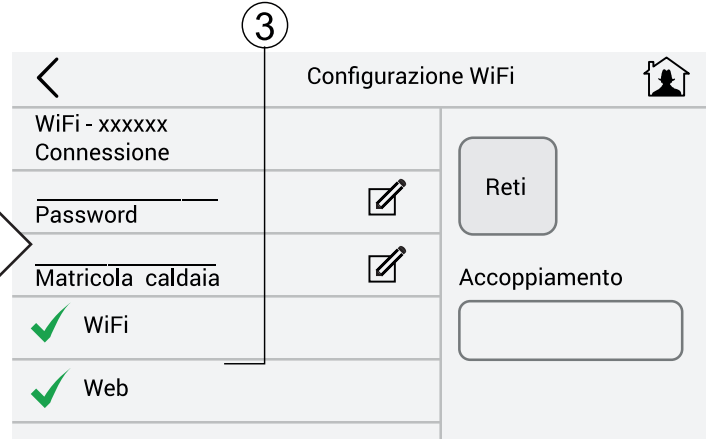 3
Configurazione WiFi
WiFi - xxxxxx
Connessione
Password
Matricola caldaia
WiFi
Web
Reti
Accoppiamento